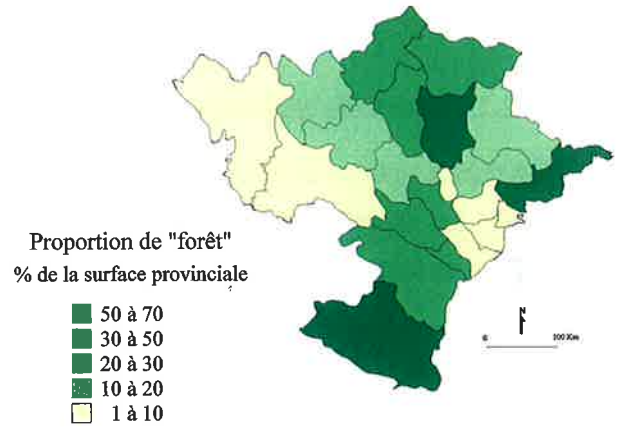 Proportion de "forêt"
% de la surface provinciale
50 à 70
30 à 50
20 à 30
10 à 20
1 à 10
N
0 100 Km